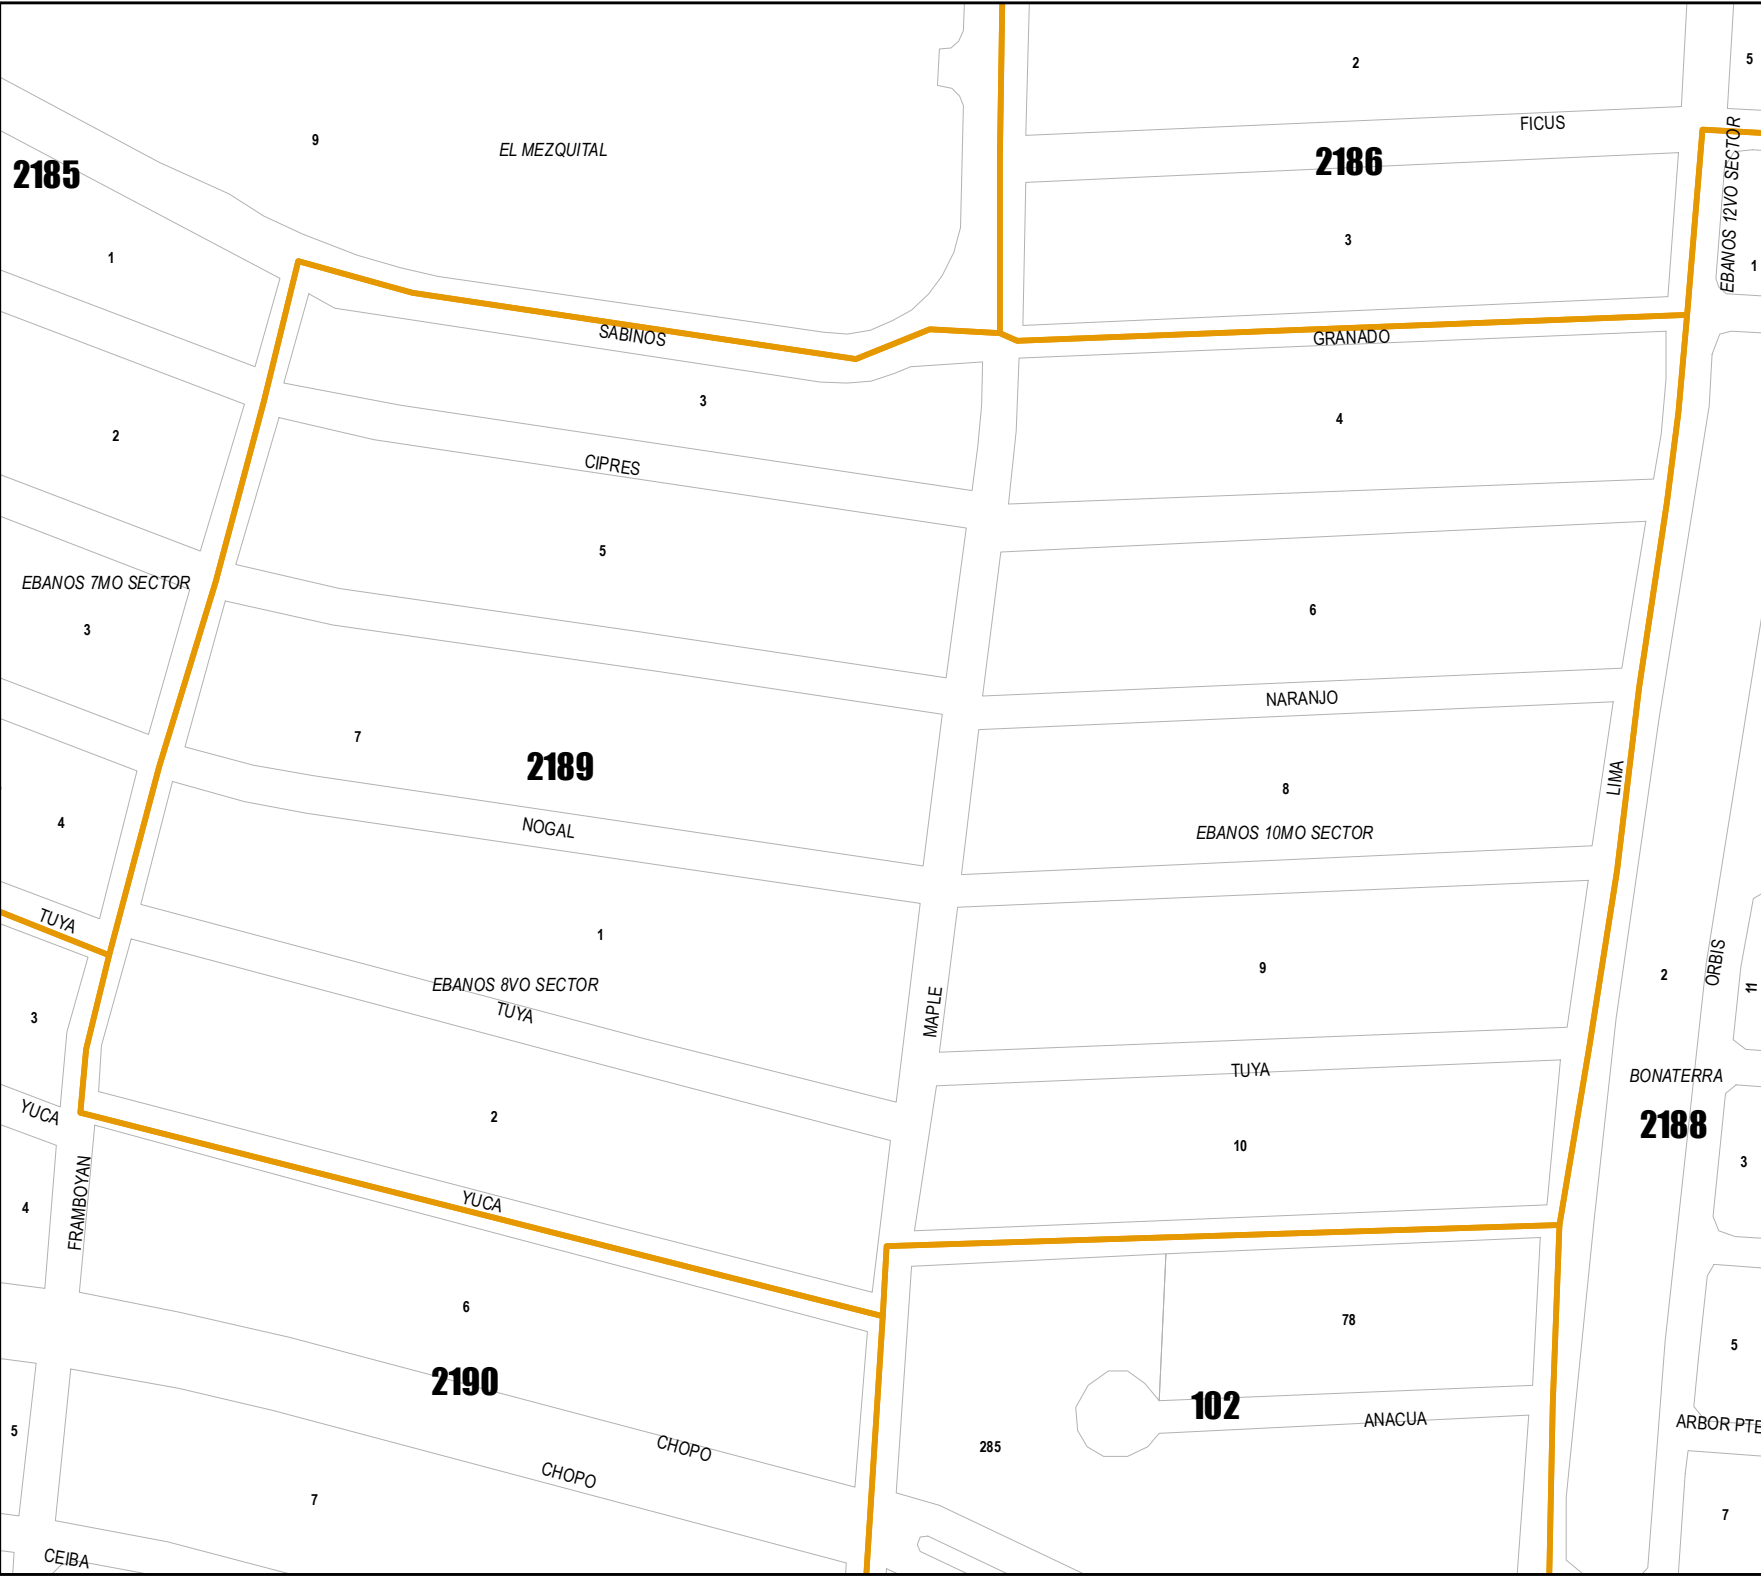 2
5
FICUS
9
EL MEZQUITAL
2186
2185
EBANOS 12VO SECTOR
3
1
1
SABINOS
GRANADO
3
4
2
CIPRES
5
EBANOS 7MO SECTOR
6
3
NARANJO
7
2189
LIMA
8
4
NOGAL
EBANOS 10MO SECTOR
TUYA
1
9
ORBIS
2
EBANOS 8VO SECTOR
11
TUYA
MAPLE
3
TUYA
BONATERRA
YUCA
2
2188
10
3
FRAMBOYAN
YUCA
4
6
78
5
2190
102
ANACUA
ARBOR PTE
5
CHOPO
285
CHOPO
7
7
CEIBA